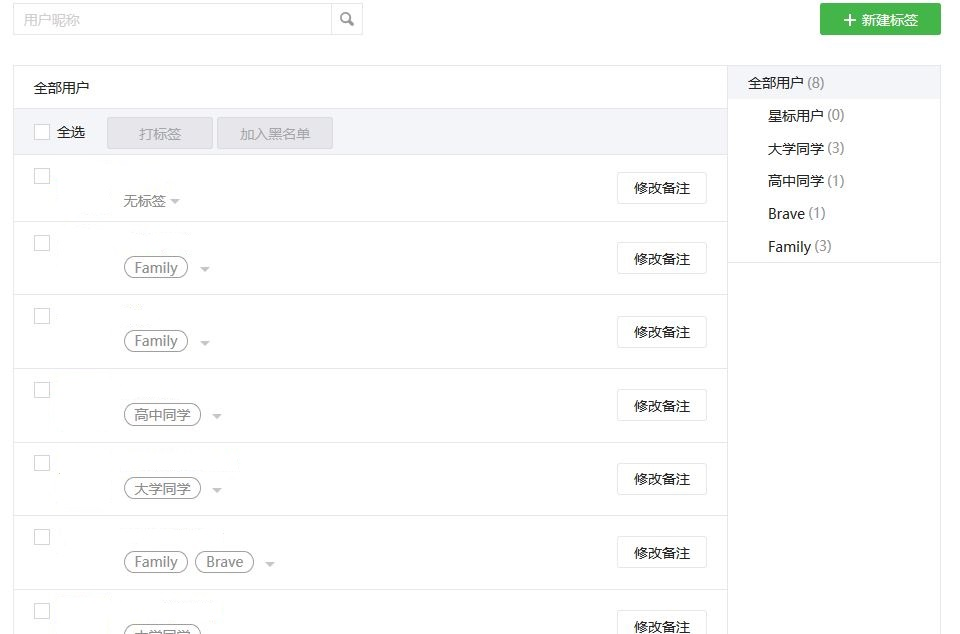 用户昵称
新建标签
全部用户
全选 打标签 加入黑名单
无标签
修改备注
Family
修改备注
Family
修改备注
高中同学
修改备注
大学同学
修改备注
Family Brave
修改备注
大学同学
修改备注
全部用户 (8)
星标用户 (0)
大学同学 (3)
高中同学 (1)
Brave (1)
Family (3)